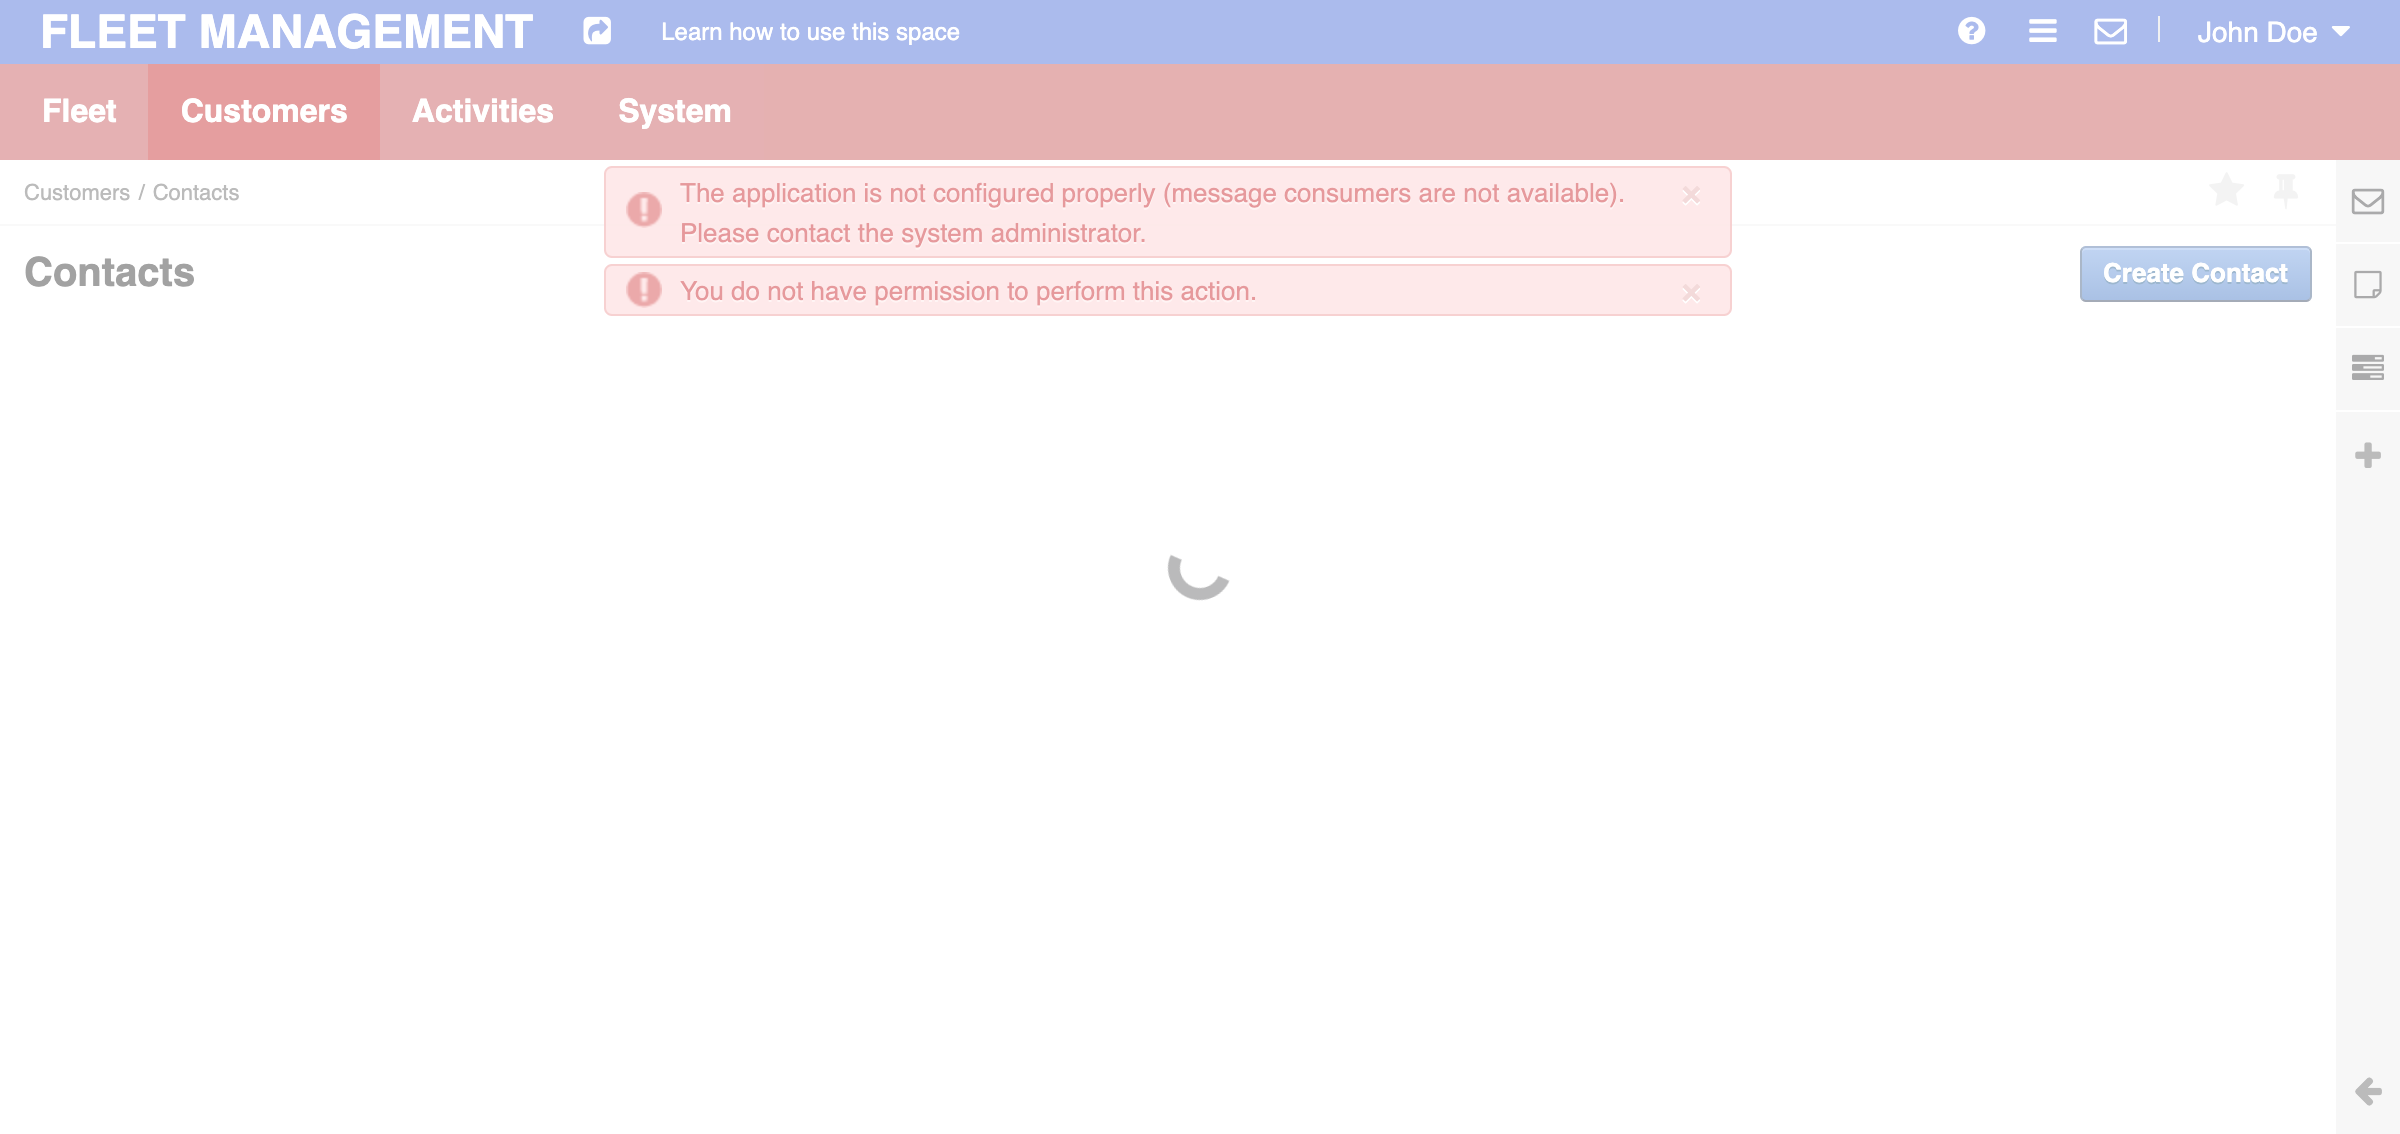 FLEET MANAGEMENT
Learn how to use this space
John Doe
Fleet
Customers
Activities
System
Customers / Contacts
The application is not configured properly (message consumers are not available).
Please contact the system administrator.
You do not have permission to perform this action.
Contacts
Create Contact